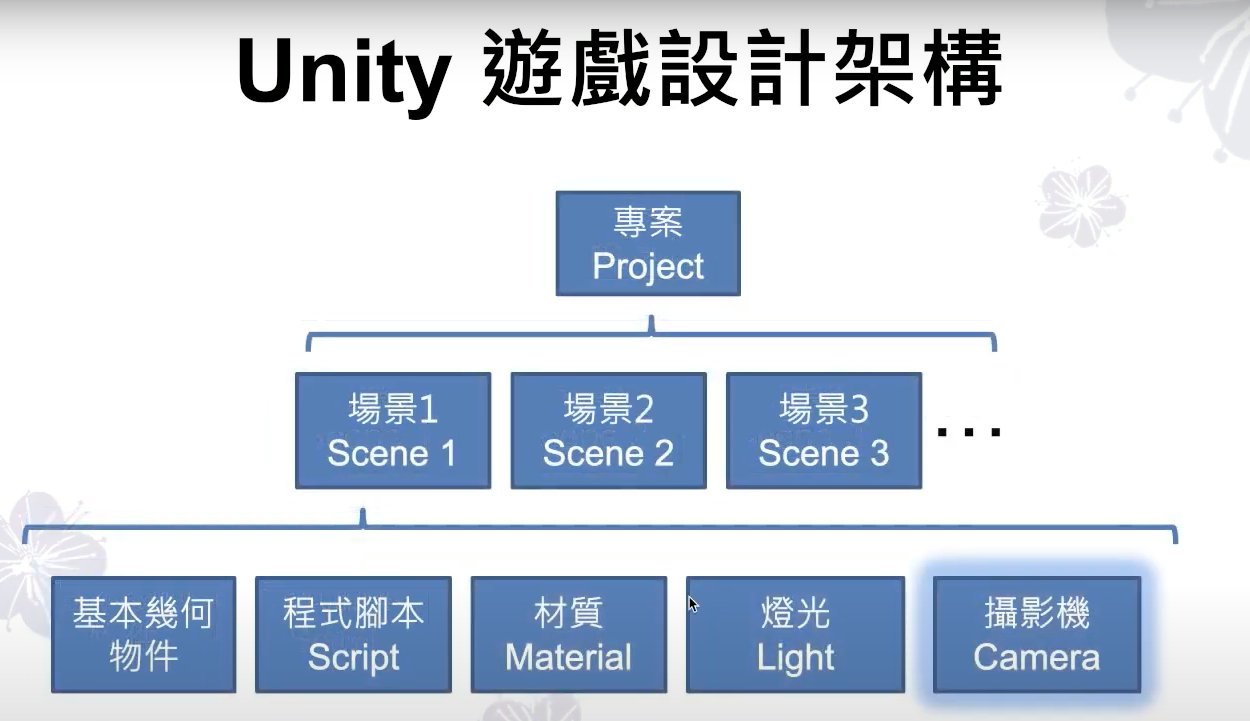 Unity 遊戲設計架構
專案
Project
場景1
Scene 1
場景2
Scene 2
場景3
Scene 3
...
基本幾何
物件
程式腳本
Script
材質
Material
燈光
Light
攝影機
Camera